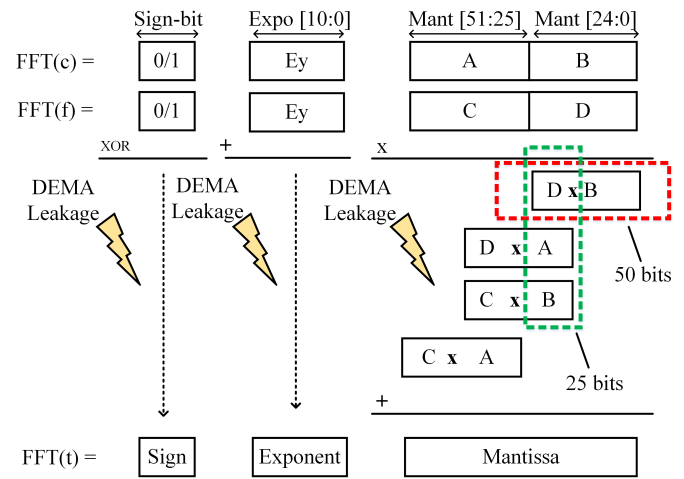 Sign-bit Expo [10:0] Mant [51:25] Mant [24:0]
FFT(c) = 0/1 Ey A B
FFT(f) = 0/1 Ey C D
XOR + x
DEMA Leakage
DEMA Leakage
DEMA Leakage
D x B
D x A
50 bits
C x B
C x A
25 bits
+
FFT(t) = Sign Exponent Mantissa